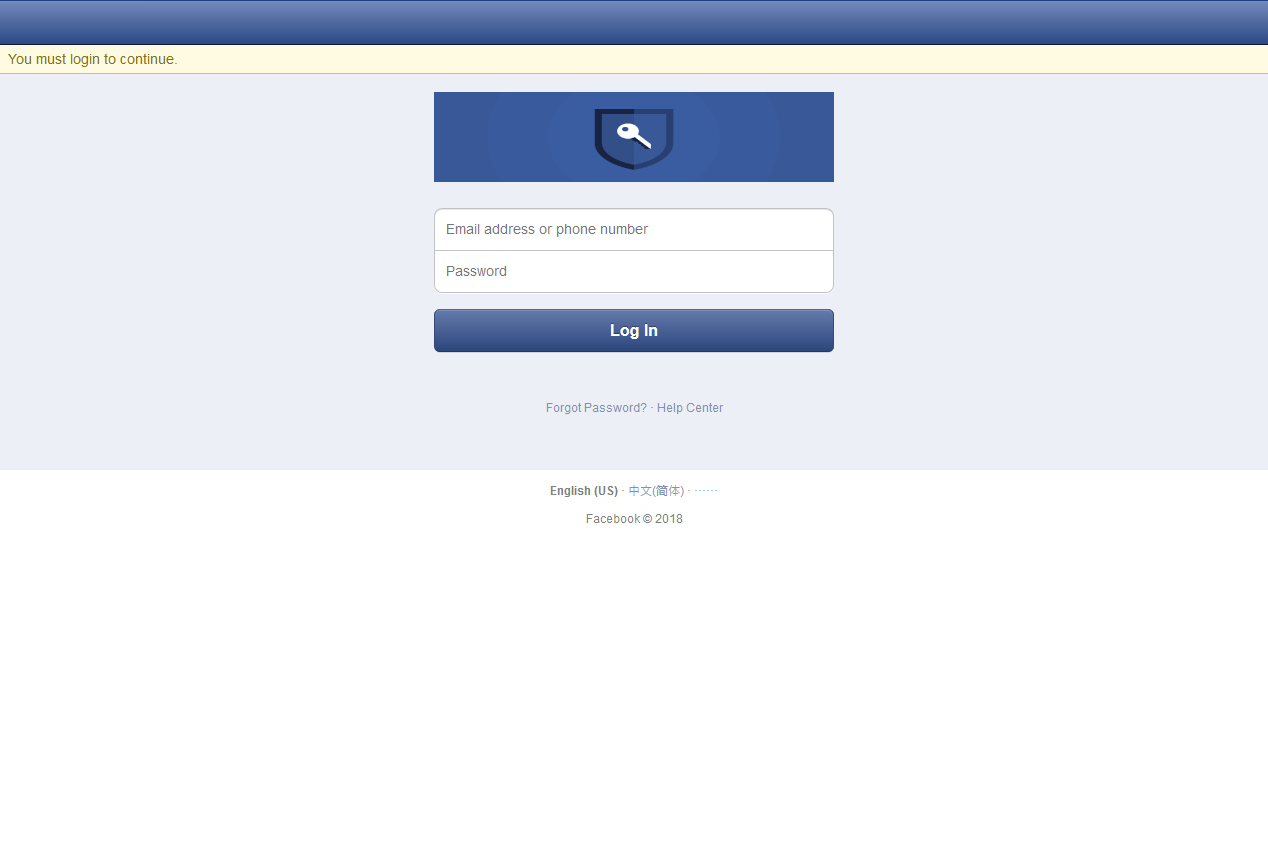 You must login to continue.
Email address or phone number
Password
Log In
Forgot Password? · Help Center
English (US) · 中文(简体) · ……
Facebook © 2018